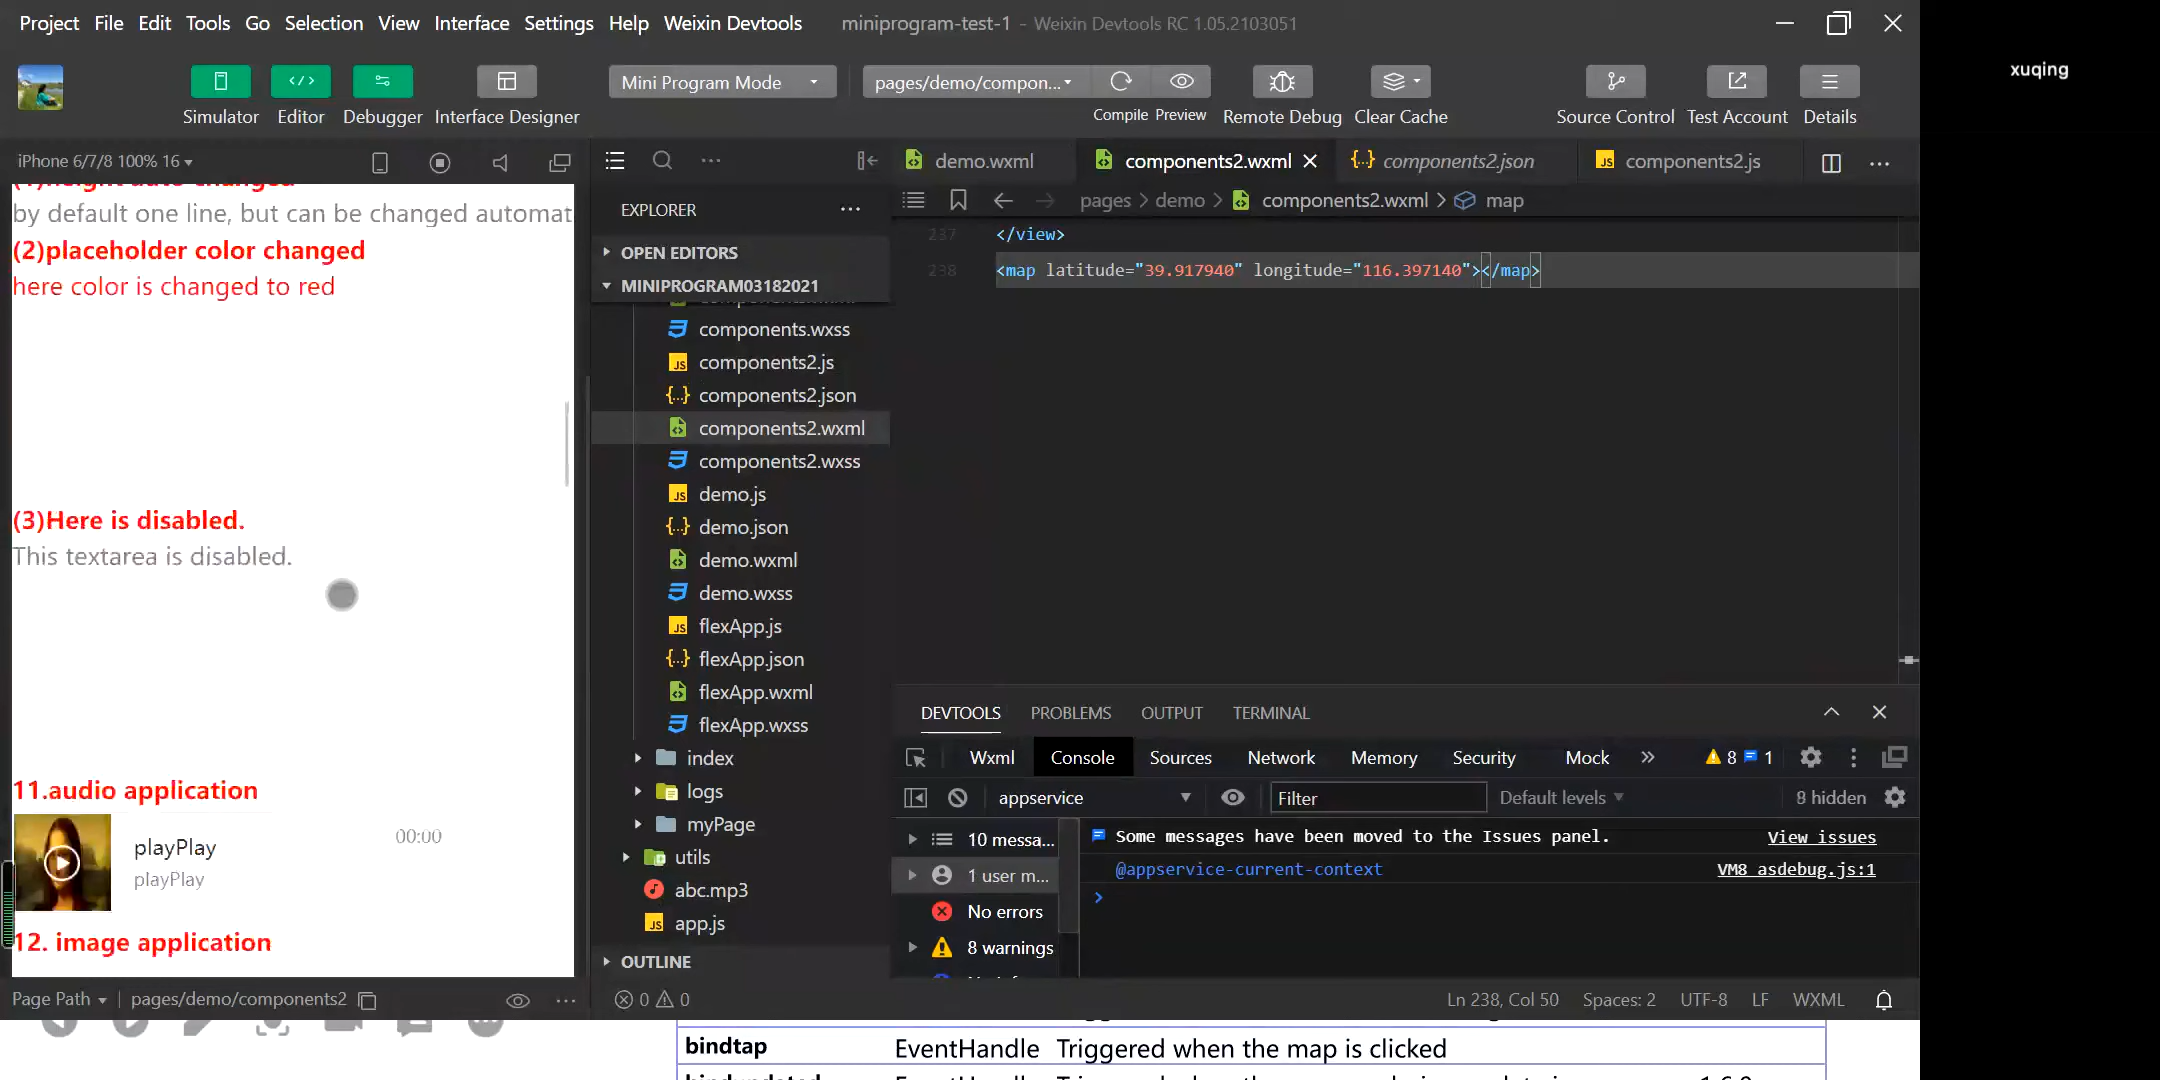 Project File Edit Tools Go Selection View Interface Settings Help Weixin Devtools miniprogram-test-1 - Weixin Devtools RC 1.05.2103051
xuqing
Mini Program Mode pages/demo/compon...
Simulator Editor Debugger Interface Designer Compile Preview Remote Debug Clear Cache Source Control Test Account Details
iPhone 6/7/8 100% 16
demo.wxml components2.wxml components2.json components2.js
(1)height auto changed
by default one line, but can be changed automat
(2)placeholder color changed
here color is changed to red
(3)Here is disabled.
This textarea is disabled.
11.audio application
playPlay 00:00
playPlay
12. image application
Page Path pages/demo/components2
EXPLORER
OPEN EDITORS
MINIPROGRAM03182021
components.wxss
components2.js
components2.json
components2.wxml
components2.wxss
demo.js
demo.json
demo.wxml
demo.wxss
flexApp.js
flexApp.json
flexApp.wxml
flexApp.wxss
index
logs
myPage
utils
abc.mp3
app.js
OUTLINE
0 0
pages > demo > components2.wxml > map
237 </view>
238 <map latitude="39.917940" longitude="116.397140"></map>
DEVTOOLS PROBLEMS OUTPUT TERMINAL
Wxml Console Sources Network Memory Security Mock 8 1
appservice Filter Default levels 8 hidden
10 messa...
1 user m...
No errors
8 warnings
Some messages have been moved to the Issues panel. View issues
@appservice-current-context VM8 asdebug.js:1
Ln 238, Col 50 Spaces: 2 UTF-8 LF WXML
bindtap EventHandle Triggered when the map is clicked